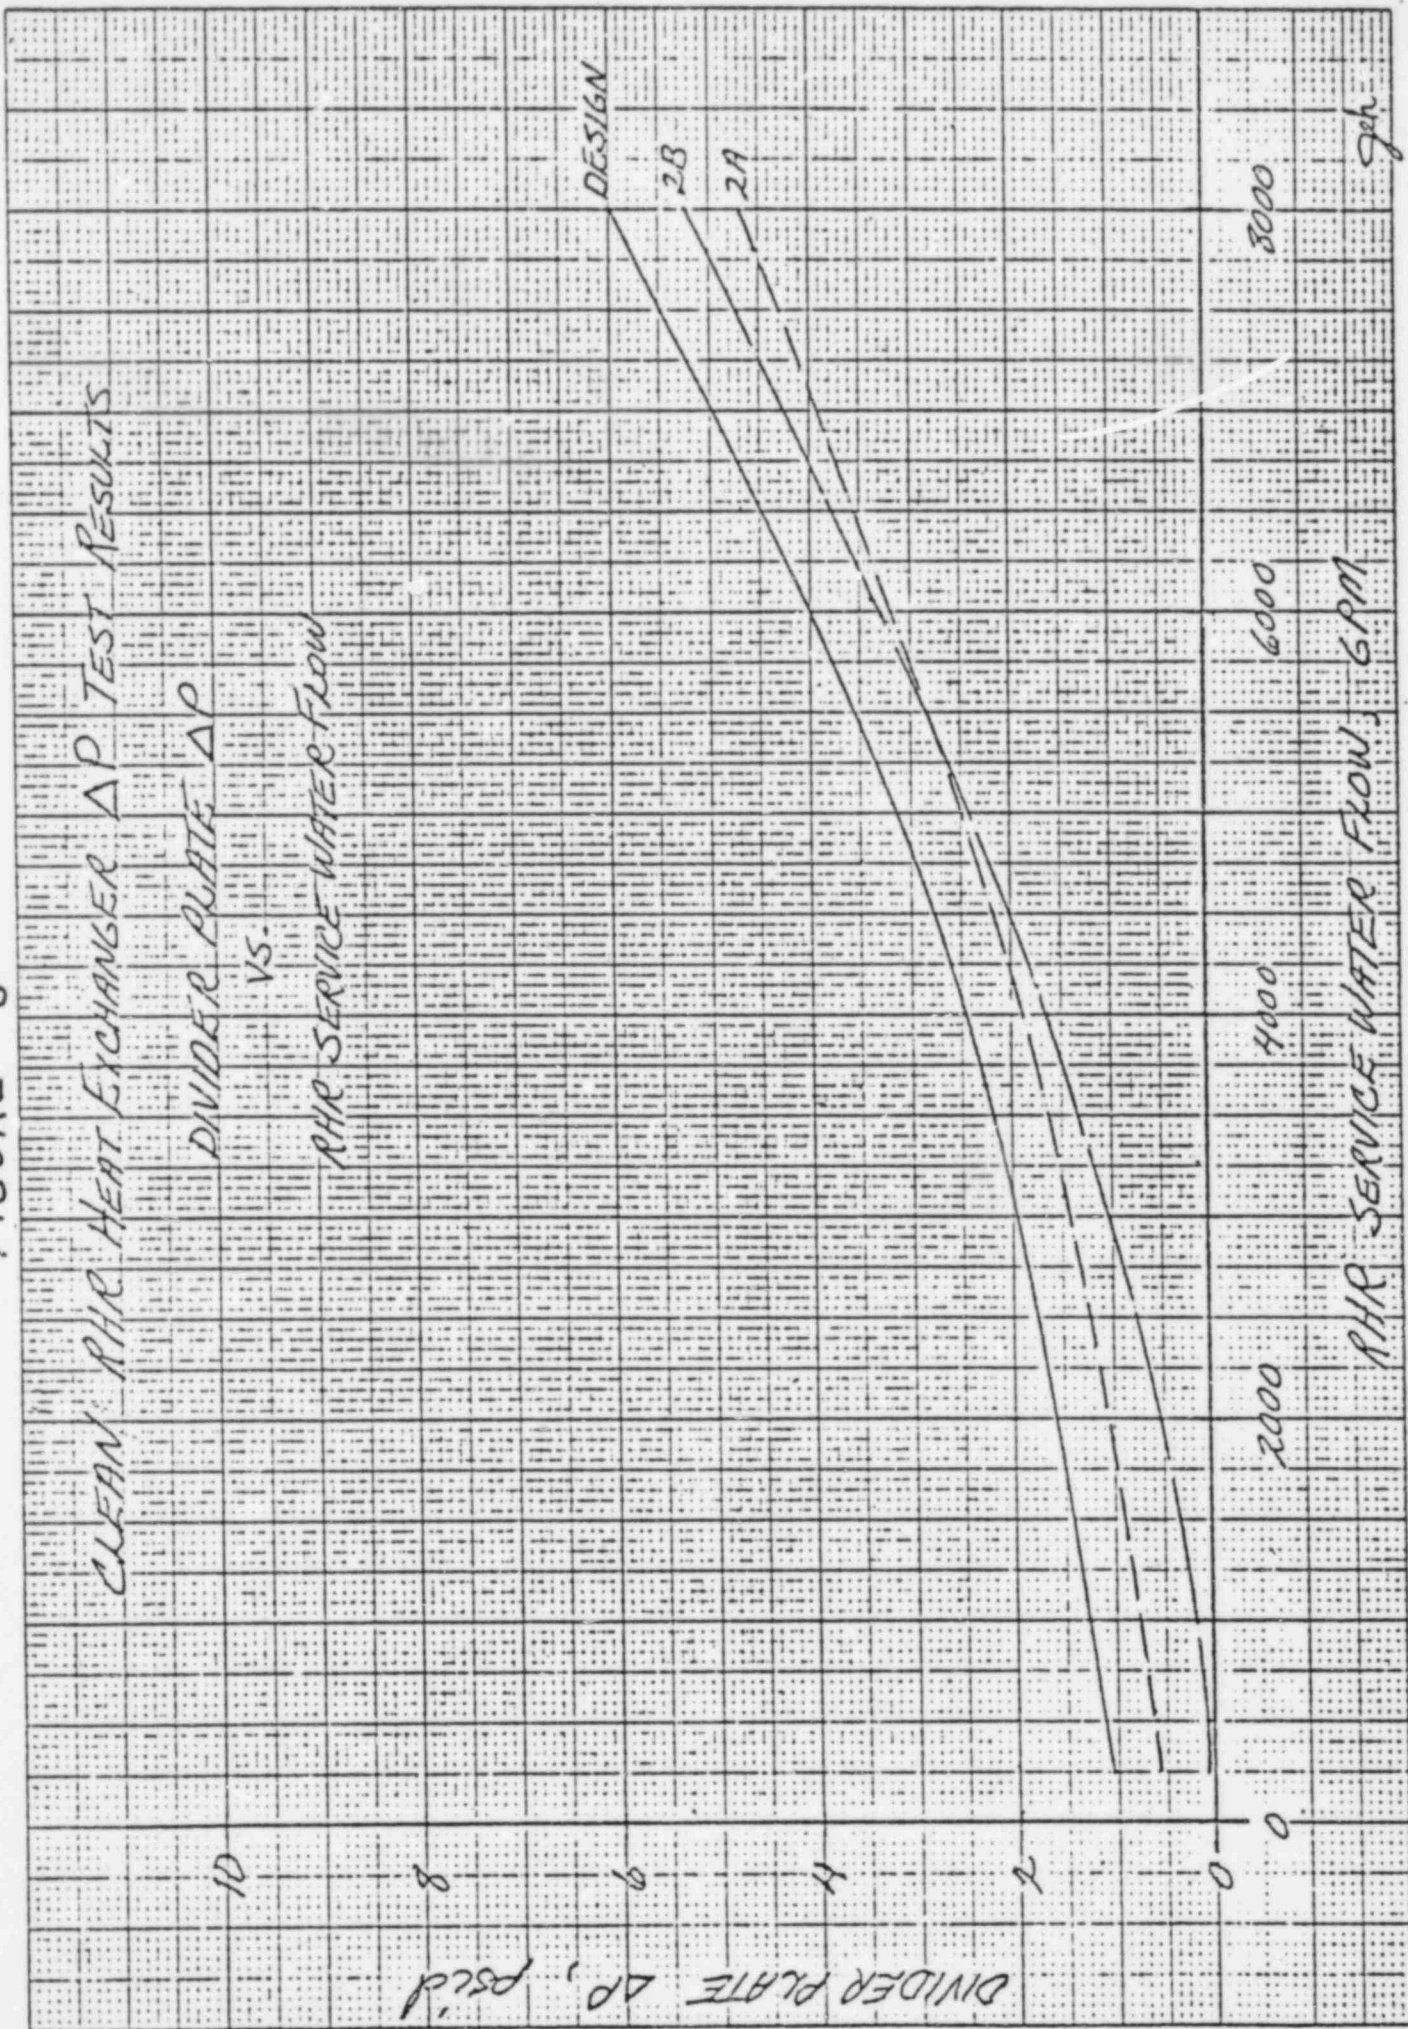 CLEAN RHR HEAT EXCHANGER ΔP TEST RESULTS
DIVIDER PLATE ΔP
VS.
RHR SERVICE WATER FLOW
DESIGN
2B
2A
DIVIDER PLATE ΔP, psid
10
8
6
4
2
0
0
2000
4000
6000
8000
RHR SERVICE WATER FLOW, GPM